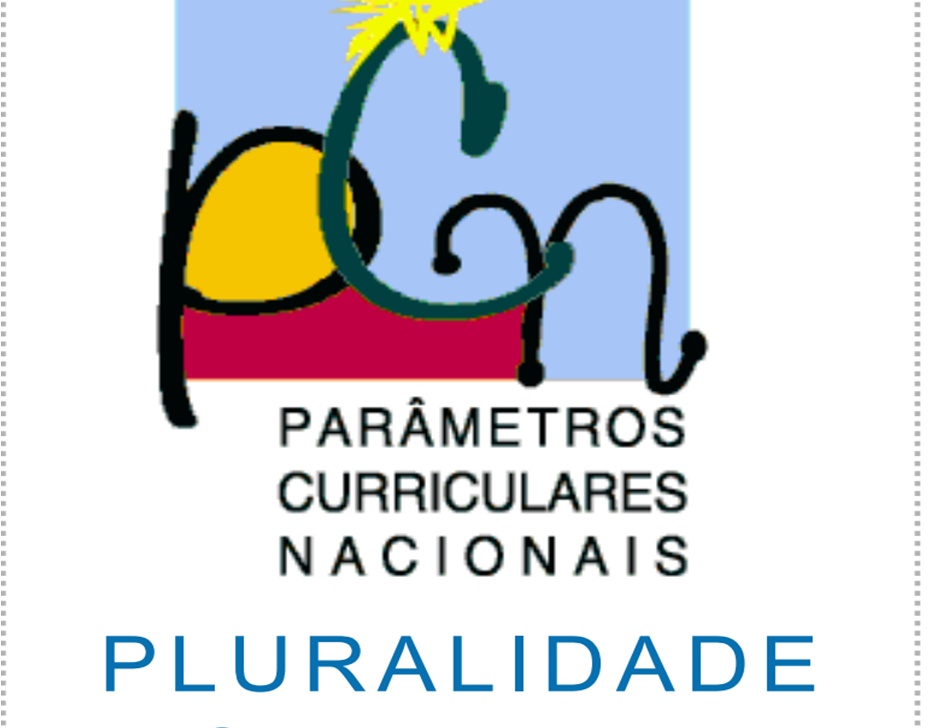 pcn
PARÂMETROS
CURRICULARES
NACIONAIS
PLURALIDADE